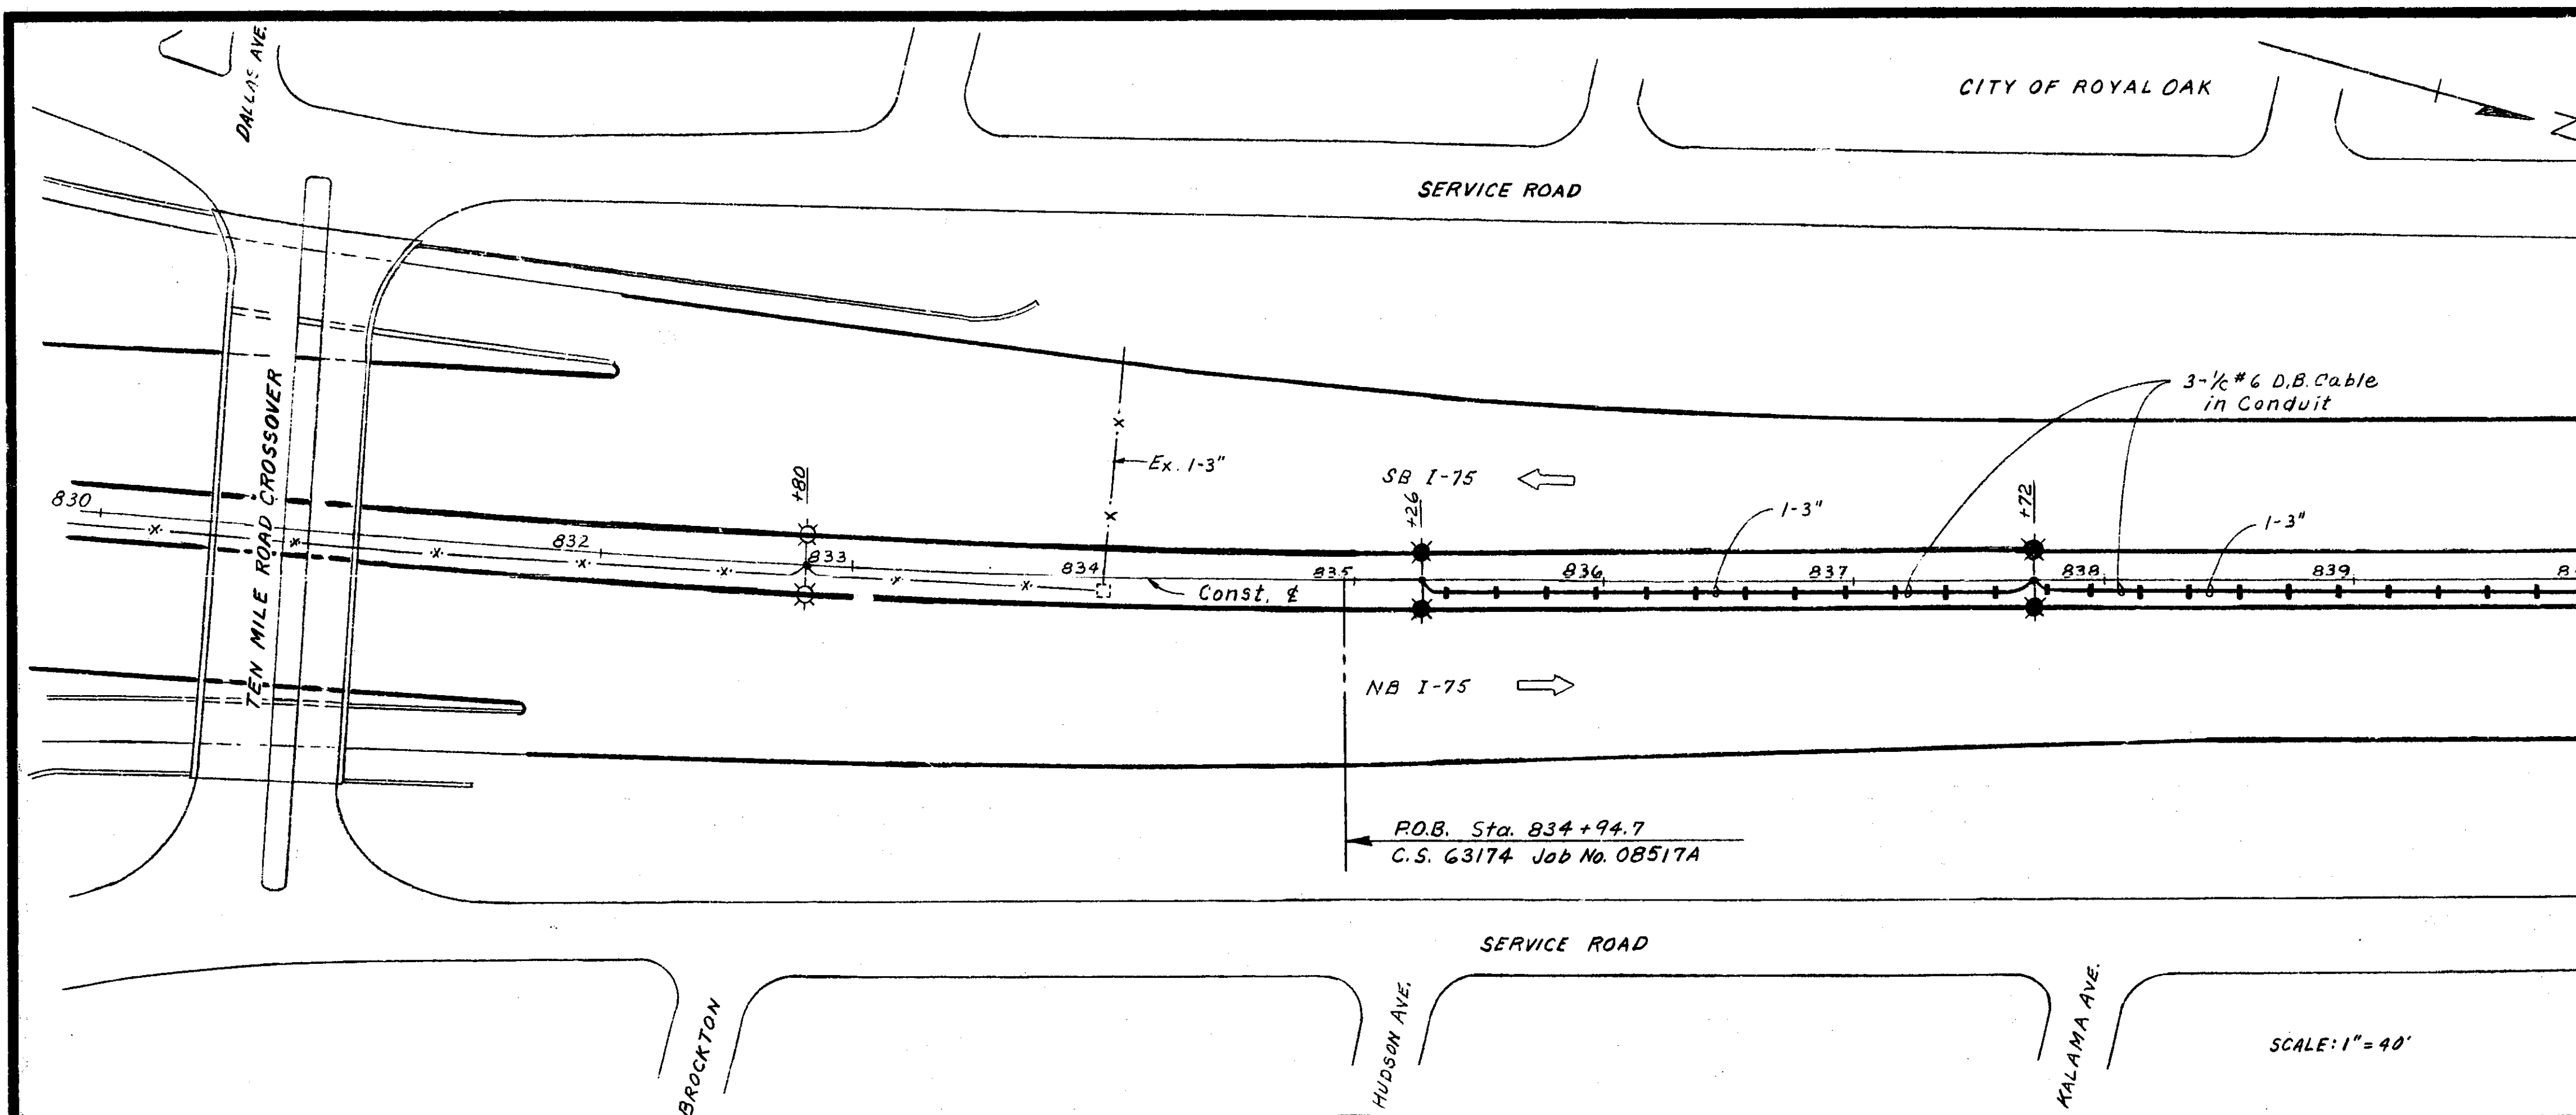 DALLAS AVE.
CITY OF ROYAL OAK
N
SERVICE ROAD
TEN MILE ROAD CROSSOVER
3-1/c #6 D.B. Cable
in Conduit
Ex. 1-3"
SB I-75
+80
+26
+72
1-3"
1-3"
830
832
833
834
835
836
837
838
839
Const. ℄
NB I-75
P.O.B. Sta. 834+94.7
C.S. 63174 Job No. 08517A
SERVICE ROAD
BROCKTON
HUDSON AVE.
KALAMA AVE.
SCALE: 1" = 40'